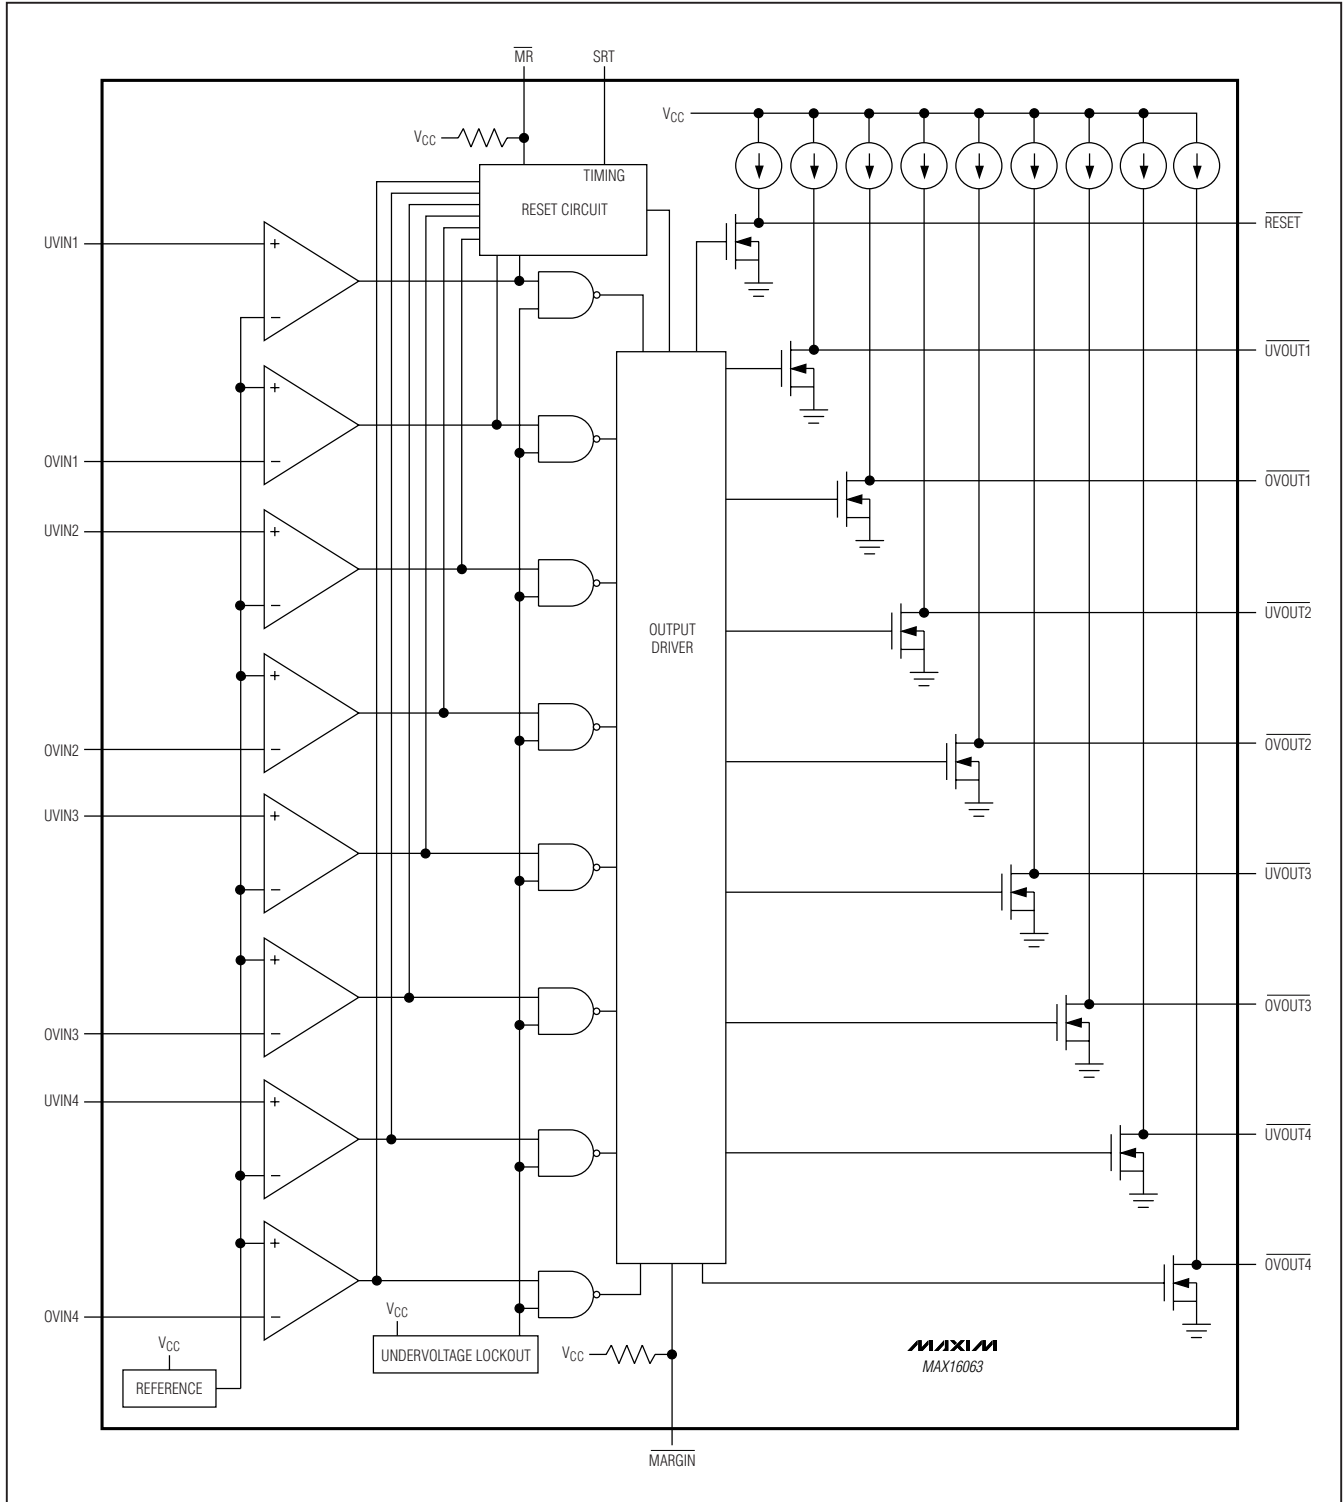 MR SRT
VCC
VCC
TIMING
RESET CIRCUIT
UVIN1
+
−
RESET
UVOUT1
+
−
OVIN1
OVOUT1
UVIN2
+
−
UVOUT2
OUTPUT
DRIVER
+
−
OVIN2
OVOUT2
UVIN3
+
−
UVOUT3
+
−
OVIN3
OVOUT3
UVIN4
+
−
UVOUT4
+
−
OVIN4
OVOUT4
VCC
UNDERVOLTAGE LOCKOUT
VCC
REFERENCE
VCC
MAXIM
MAX16063
MARGIN